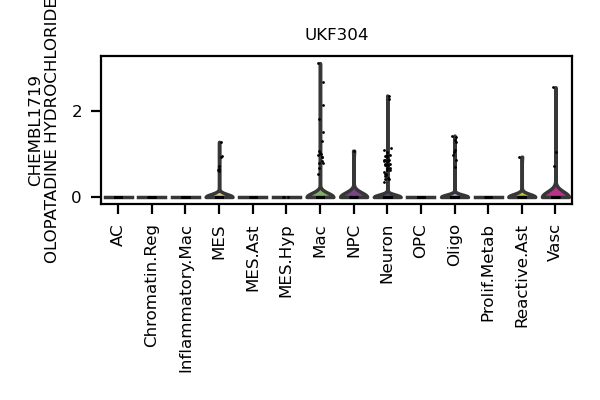 UKF304
CHEMBL1719
OLOPATADINE HYDROCHLORIDE
2
0
AC
Chromatin.Reg
Inflammatory.Mac
MES
MES.Ast
MES.Hyp
Mac
NPC
Neuron
OPC
Oligo
Prolif.Metab
Reactive.Ast
Vasc